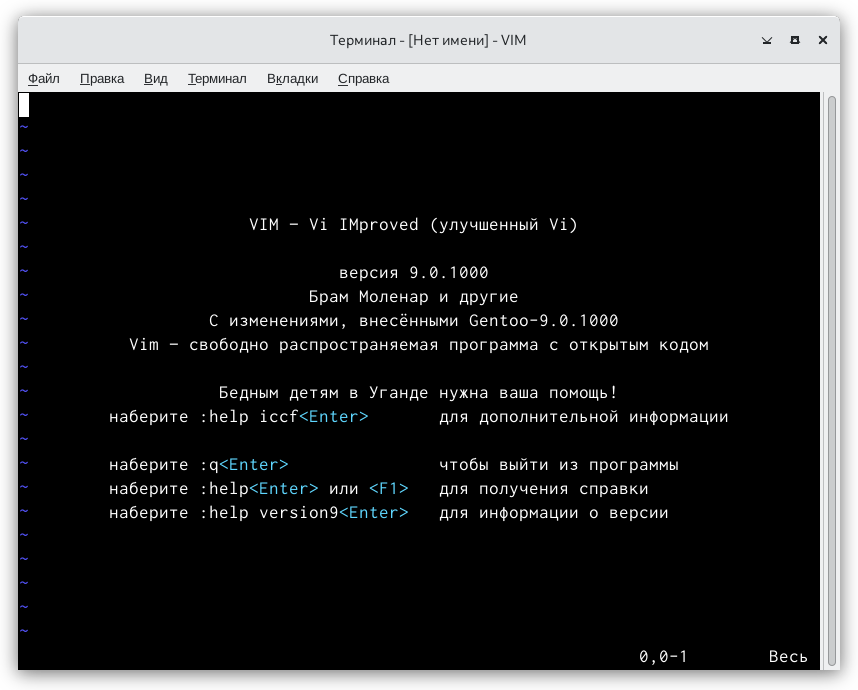 Терминал - [Нет имени] - VIM
Файл Правка Вид Терминал Вкладки Справка
~
~
~
~
~
VIM - Vi IMproved (улучшенный Vi)
~
~ версия 9.0.1000
~ Брам Моленар и другие
~ С изменениями, внесёнными Gentoo-9.0.1000
~ Vim - свободно распространяемая программа с открытым кодом
~
~ Бедным детям в Уганде нужна ваша помощь!
~ наберите :help iccf<Enter> для дополнительной информации
~
~ наберите :q<Enter> чтобы выйти из программы
~ наберите :help<Enter> или <F1> для получения справки
~ наберите :help version9<Enter> для информации о версии
~
~
~
~
~
0,0-1 Весь